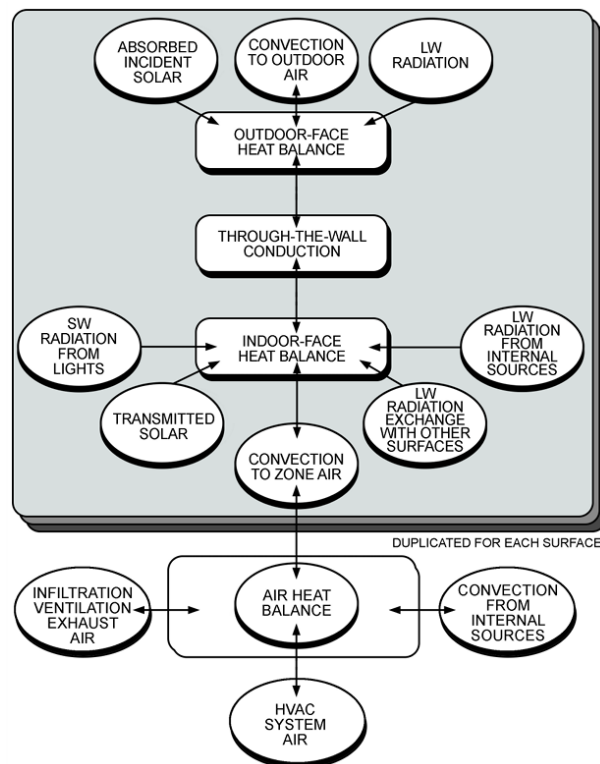 ABSORBED
INCIDENT
SOLAR
CONVECTION
TO OUTDOOR
AIR
LW
RADIATION
OUTDOOR-FACE
HEAT BALANCE
THROUGH-THE-WALL
CONDUCTION
SW
RADIATION
FROM
LIGHTS
INDOOR-FACE
HEAT BALANCE
LW
RADIATION
FROM INTERNAL
SOURCES
TRANSMITTED
SOLAR
LW
RADIATION
EXCHANGE
WITH OTHER
SURFACES
CONVECTION
TO ZONE AIR
DUPLICATED FOR EACH SURFACE
INFILTRATION
VENTILATION
EXHAUST
AIR
AIR HEAT
BALANCE
CONVECTION
FROM
INTERNAL
SOURCES
HVAC
SYSTEM
AIR